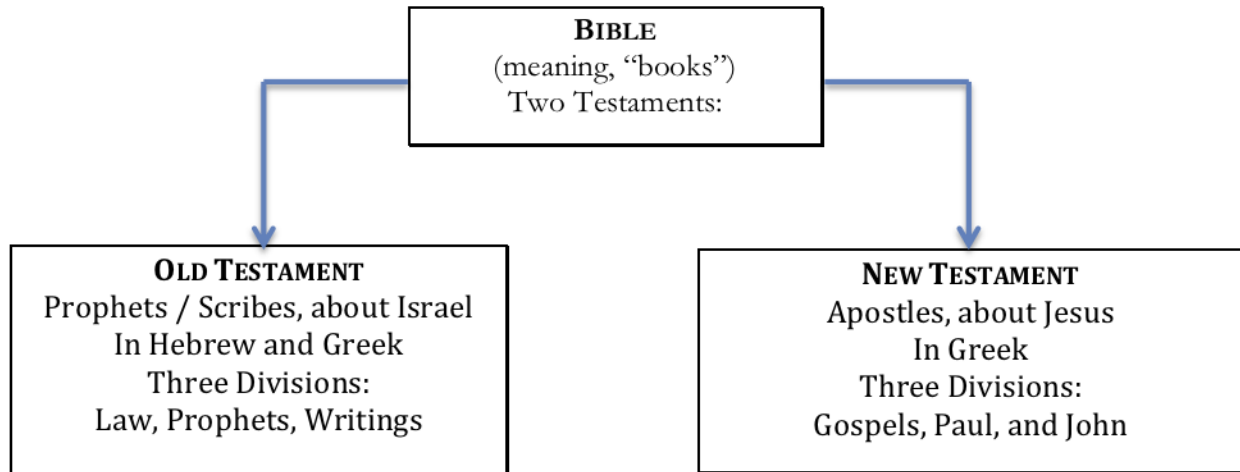 BIBLE
(meaning, “books”)
Two Testaments:
OLD TESTAMENT
Prophets / Scribes, about Israel
In Hebrew and Greek
Three Divisions:
Law, Prophets, Writings
NEW TESTAMENT
Apostles, about Jesus
In Greek
Three Divisions:
Gospels, Paul, and John